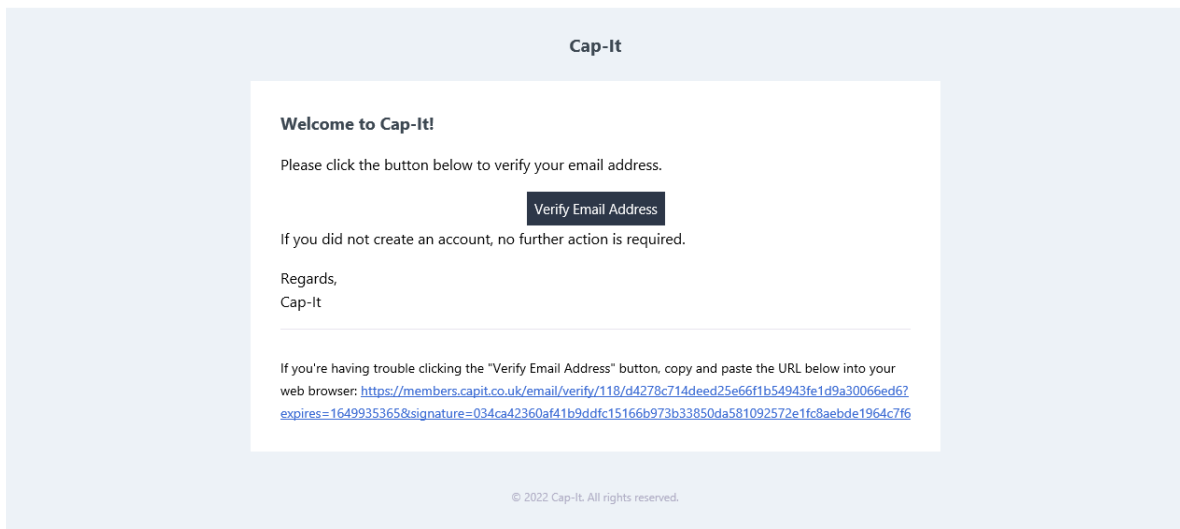 Cap-It
Welcome to Cap-It!
Please click the button below to verify your email address.
Verify Email Address
If you did not create an account, no further action is required.
Regards,
Cap-It
If you're having trouble clicking the "Verify Email Address" button, copy and paste the URL below into your
web browser: https://members.capit.co.uk/email/verify/118/d4278c714deed25e66f1b54943fe1d9a30066ed6?
expires=1649935365&signature=034ca42360af41b9ddfc15166b973b33850da581092572e1fc8aebde1964c7f6
© 2022 Cap-It. All rights reserved.